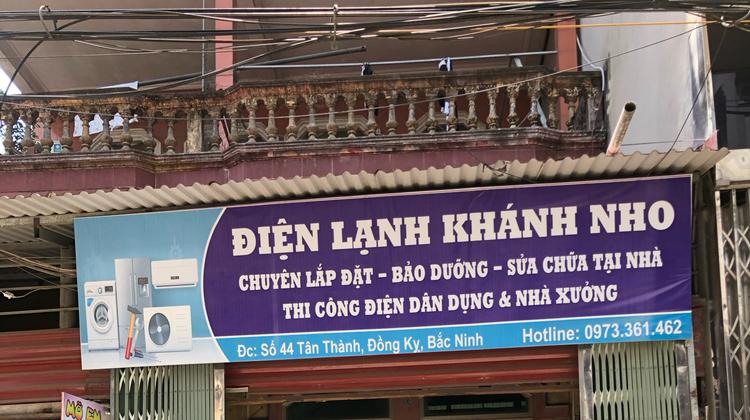 ĐIỆN LẠNH KHÁNH NHO
CHUYÊN LẮP ĐẶT - BẢO DƯỠNG - SỬA CHỮA TẠI NHÀ
THI CÔNG ĐIỆN DÂN DỤNG & NHÀ XƯỞNG
Đc: Số 44 Tân Thành, Đồng Kỵ, Bắc Ninh
Hotline: 0973.361.462